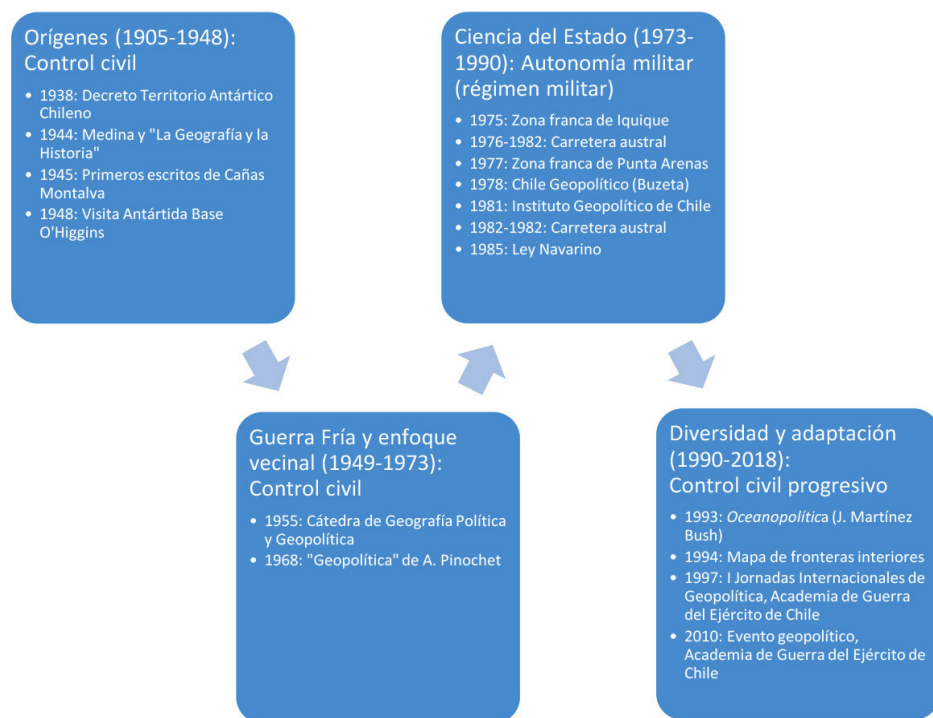 Orígenes (1905-1948):
Control civil
• 1938: Decreto Territorio Antártico
Chileno
• 1944: Medina y "La Geografía y la
Historia"
• 1945: Primeros escritos de Cañas
Montalva
• 1948: Visita Antártida Base
O'Higgins
Guerra Fría y enfoque
vecinal (1949-1973):
Control civil
• 1955: Cátedra de Geografía Política
y Geopolítica
• 1968: "Geopolítica" de A. Pinochet
Ciencia del Estado (1973-
1990): Autonomía militar
(régimen militar)
• 1975: Zona franca de Iquique
• 1976-1982: Carretera austral
• 1977: Zona franca de Punta Arenas
• 1978: Chile Geopolítico (Buzeta)
• 1981: Instituto Geopolítico de Chile
• 1982-1982: Carretera austral
• 1985: Ley Navarino
Diversidad y adaptación
(1990-2018):
Control civil progresivo
• 1993: Oceanopolítica (J. Martínez
Bush)
• 1994: Mapa de fronteras interiores
• 1997: I Jornadas Internacionales de
Geopolítica, Academia de Guerra
del Ejército de Chile
• 2010: Evento geopolítico,
Academia de Guerra del Ejército de
Chile